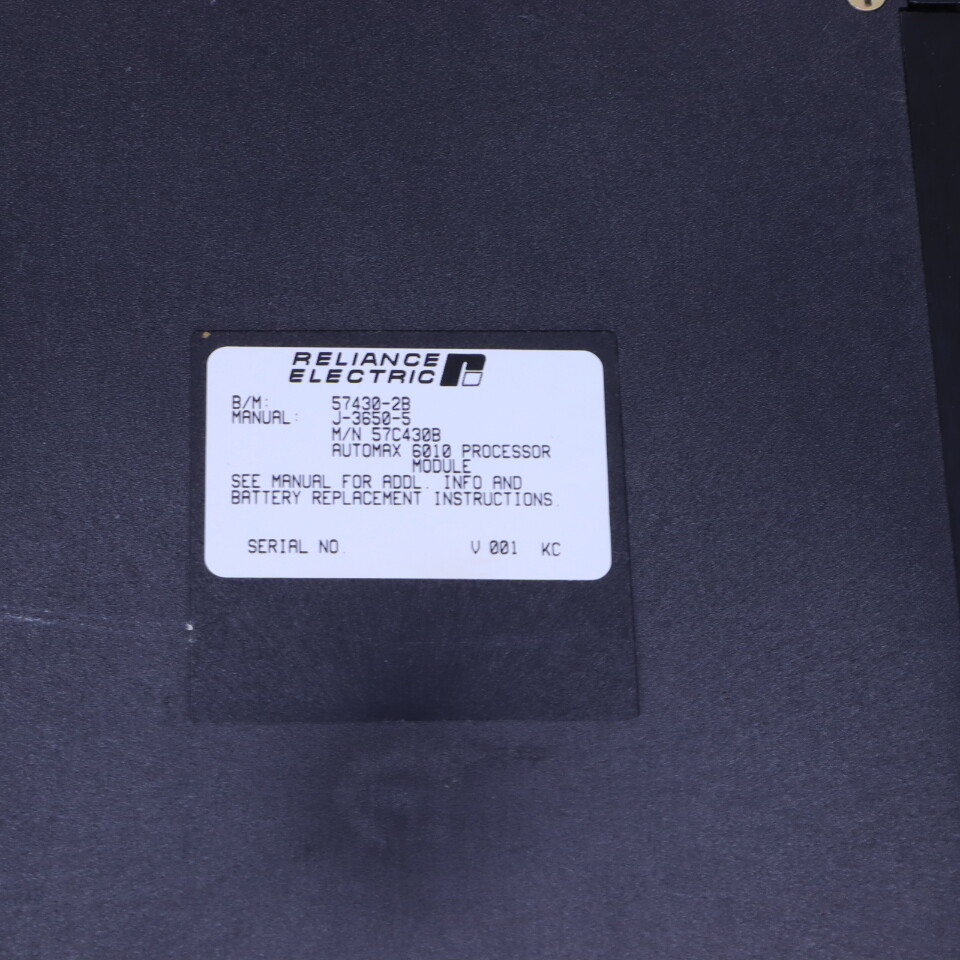 RELIANCE
ELECTRIC
B/M: 57430-2B
MANUAL: J-3650-5
M/N 57C430B
AUTOMAX 6010 PROCESSOR
MODULE
SEE MANUAL FOR ADDL. INFO AND
BATTERY REPLACEMENT INSTRUCTIONS.
SERIAL NO. V 001 KC